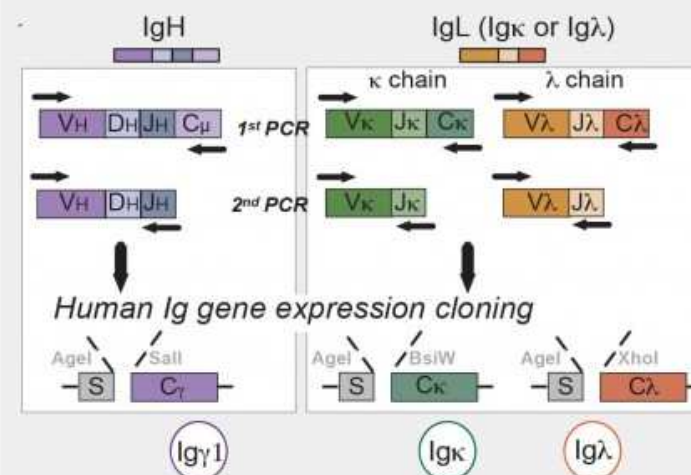 IgH
IgL (Igκ or Igλ)
κ chain
λ chain
VH DH JH Cμ
1st PCR
Vκ Jκ Cκ
Vλ Jλ Cλ
VH DH JH
2nd PCR
Vκ Jκ
Vλ Jλ
Human Ig gene expression cloning
AgeI SalI
AgeI BsiW
AgeI XhoI
S Cγ
S Cκ
S Cλ
Igγ1
Igκ
Igλ